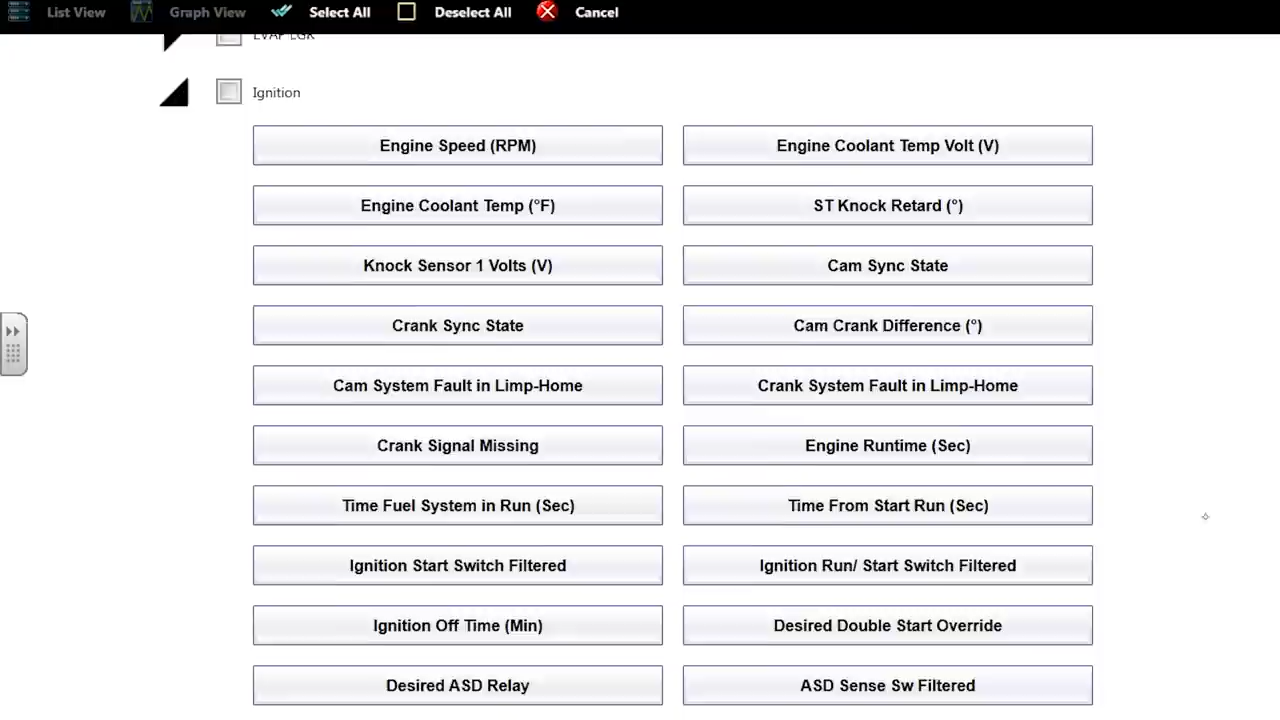 List View Graph View Select All Deselect All Cancel
EVAP LGK
Ignition
Engine Speed (RPM) Engine Coolant Temp Volt (V)
Engine Coolant Temp (°F) ST Knock Retard (°)
Knock Sensor 1 Volts (V) Cam Sync State
Crank Sync State Cam Crank Difference (°)
Cam System Fault in Limp-Home Crank System Fault in Limp-Home
Crank Signal Missing Engine Runtime (Sec)
Time Fuel System in Run (Sec) Time From Start Run (Sec)
Ignition Start Switch Filtered Ignition Run/ Start Switch Filtered
Ignition Off Time (Min) Desired Double Start Override
Desired ASD Relay ASD Sense Sw Filtered